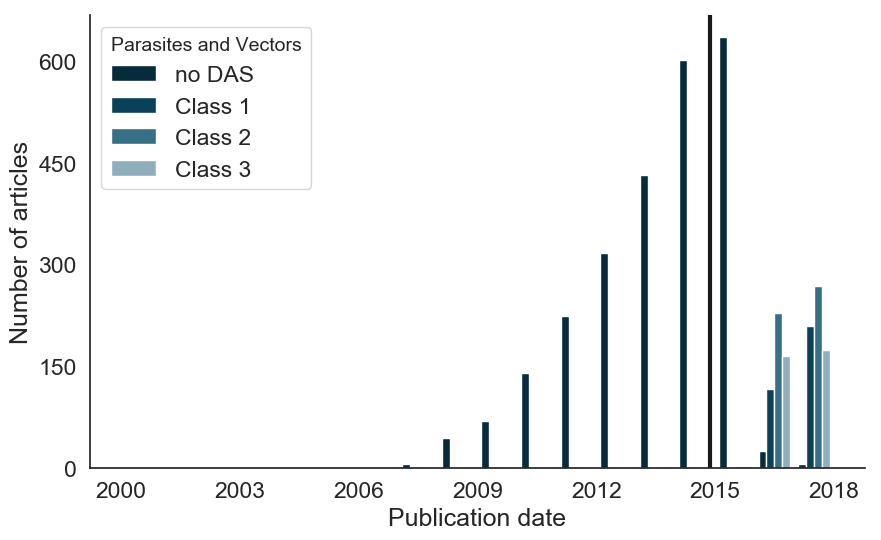 Parasites and Vectors
no DAS
Class 1
Class 2
Class 3
Number of articles
600
450
300
150
0
2000 2003 2006 2009 2012 2015 2018
Publication date